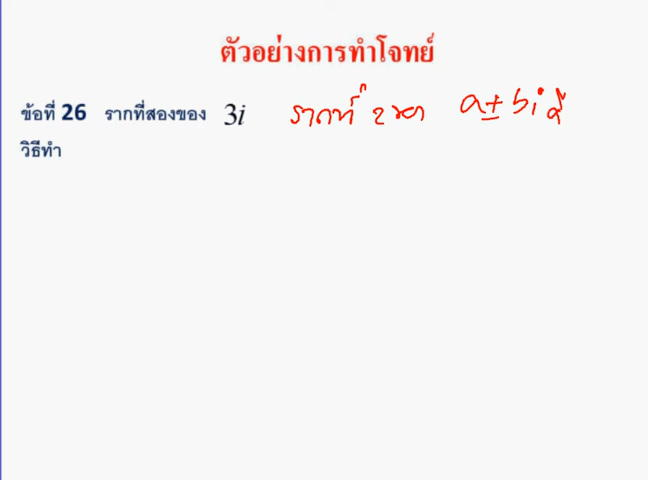 ตัวอย่างการทำโจทย์
ข้อที่ 26 รากที่สองของ 3i รากที่ 2 ของ a ± bi คื
วิธีทำ